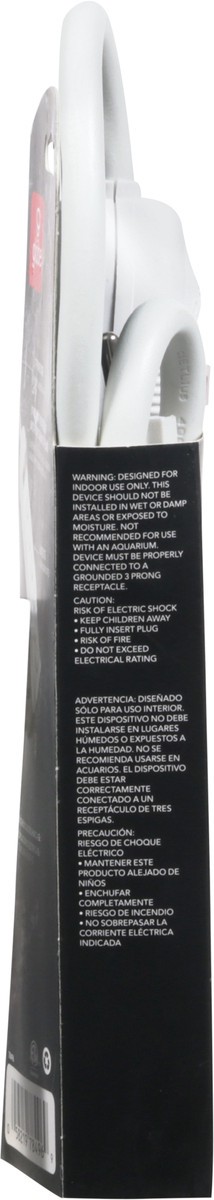 WARNING: DESIGNED FOR
INDOOR USE ONLY. THIS
DEVICE SHOULD NOT BE
INSTALLED IN WET OR DAMP
AREAS OR EXPOSED TO
MOISTURE. NOT
RECOMMENDED FOR USE
WITH AN AQUARIUM.
DEVICE MUST BE PROPERLY
CONNECTED TO A
GROUNDED 3 PRONG
RECEPTACLE.
CAUTION:
RISK OF ELECTRIC SHOCK
• KEEP CHILDREN AWAY
• FULLY INSERT PLUG
• RISK OF FIRE
• DO NOT EXCEED
ELECTRICAL RATING
ADVERTENCIA: DISEÑADO
SÓLO PARA USO INTERIOR.
ESTE DISPOSITIVO NO DEBE
INSTALARSE EN LUGARES
HÚMEDOS O EXPUESTOS A
LA HUMEDAD. NO SE
RECOMIENDA USARSE EN
ACUARIOS. EL DISPOSITIVO
DEBE ESTAR
CORRECTAMENTE
CONECTADO A UN
RECEPTÁCULO DE TRES
ESPIGAS.
PRECAUCIÓN:
RIESGO DE CHOQUE
ELÉCTRICO
• MANTENER ESTE
PRODUCTO ALEJADO DE
NIÑOS
• ENCHUFAR
COMPLETAMENTE
• RIESGO DE INCENDIO
• NO SOBREPASAR LA
CORRIENTE ELÉCTRICA
INDICADA